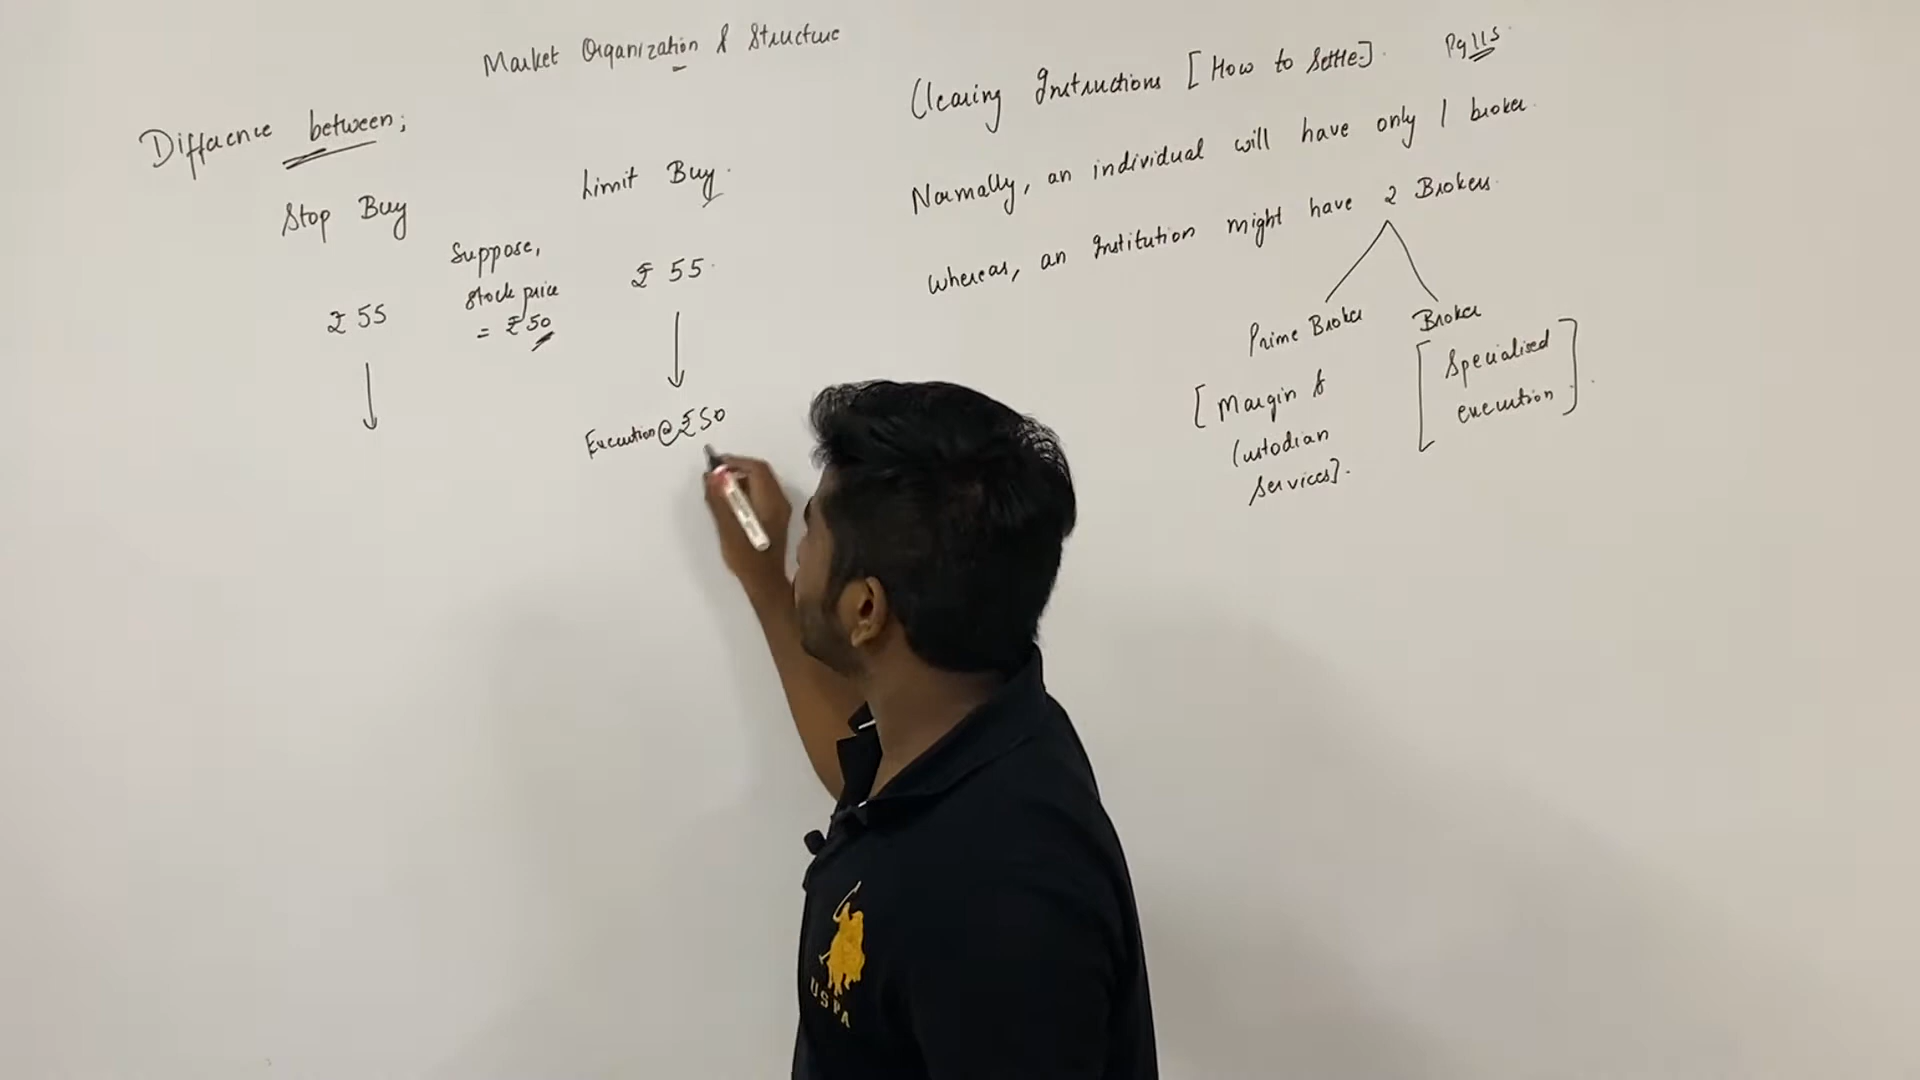 Market Organization & Structure
Difference between;
Stop Buy
Limit Buy.
Suppose,
Stock price
= ₹ 50
₹ 55
₹ 55.
Execution @ ₹ 50
Clearing Instructions [How to Settle].
Pg 115
Normally, an individual will have only 1 broker.
Whereas, an Institution might have 2 Brokers.
Prime Broker
[Margin &
Custodian
Services].
Broker
[Specialised
execution].
USPA